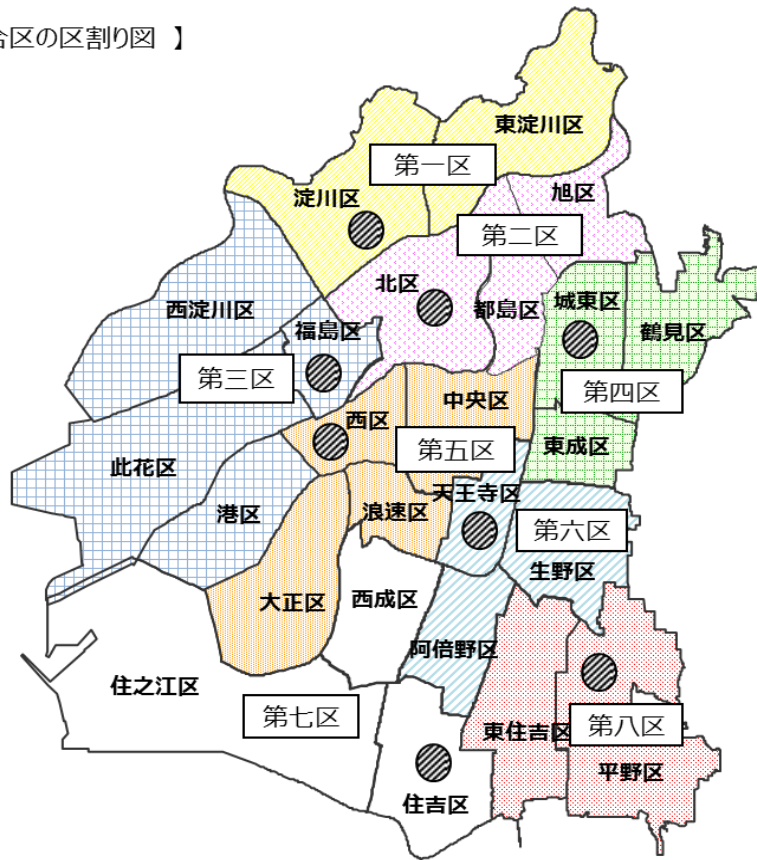 合区の区割り図 】
東淀川区
第一区
淀川区
旭区
第二区
北区
西淀川区
福島区
都島区
城東区
鶴見区
第三区
第四区
中央区
西区
第五区
東成区
此花区
天王寺区
港区
浪速区
第六区
生野区
大正区
西成区
阿倍野区
住之江区
第七区
東住吉区
第八区
平野区
住吉区